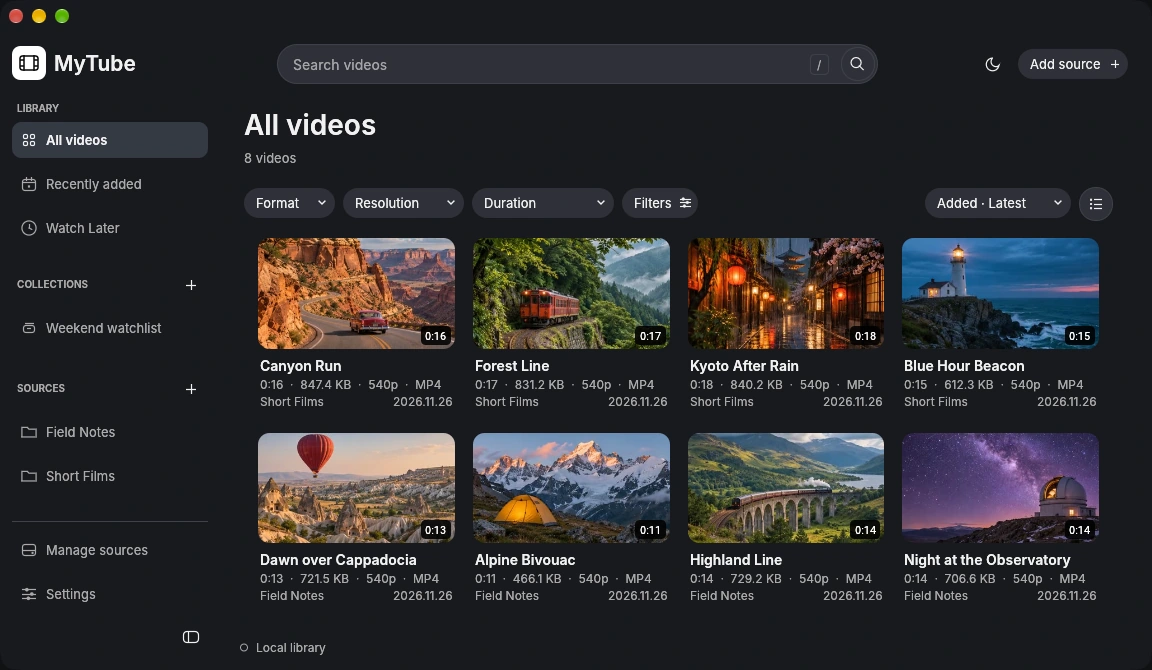 MyTube
Search videos
/
Add source +
LIBRARY
All videos
Recently added
Watch Later
COLLECTIONS +
Weekend watchlist
SOURCES +
Field Notes
Short Films
Manage sources
Settings
All videos
8 videos
Format
Resolution
Duration
Filters
Added · Latest
0:16
0:17
0:18
0:15
Canyon Run
0:16 · 847.4 KB · 540p · MP4
Short Films 2026.11.26
Forest Line
0:17 · 831.2 KB · 540p · MP4
Short Films 2026.11.26
Kyoto After Rain
0:18 · 840.2 KB · 540p · MP4
Short Films 2026.11.26
Blue Hour Beacon
0:15 · 612.3 KB · 540p · MP4
Short Films 2026.11.26
0:13
0:11
0:14
0:14
Dawn over Cappadocia
0:13 · 721.5 KB · 540p · MP4
Field Notes 2026.11.26
Alpine Bivouac
0:11 · 466.1 KB · 540p · MP4
Field Notes 2026.11.26
Highland Line
0:14 · 729.2 KB · 540p · MP4
Field Notes 2026.11.26
Night at the Observatory
0:14 · 706.6 KB · 540p · MP4
Field Notes 2026.11.26
Local library